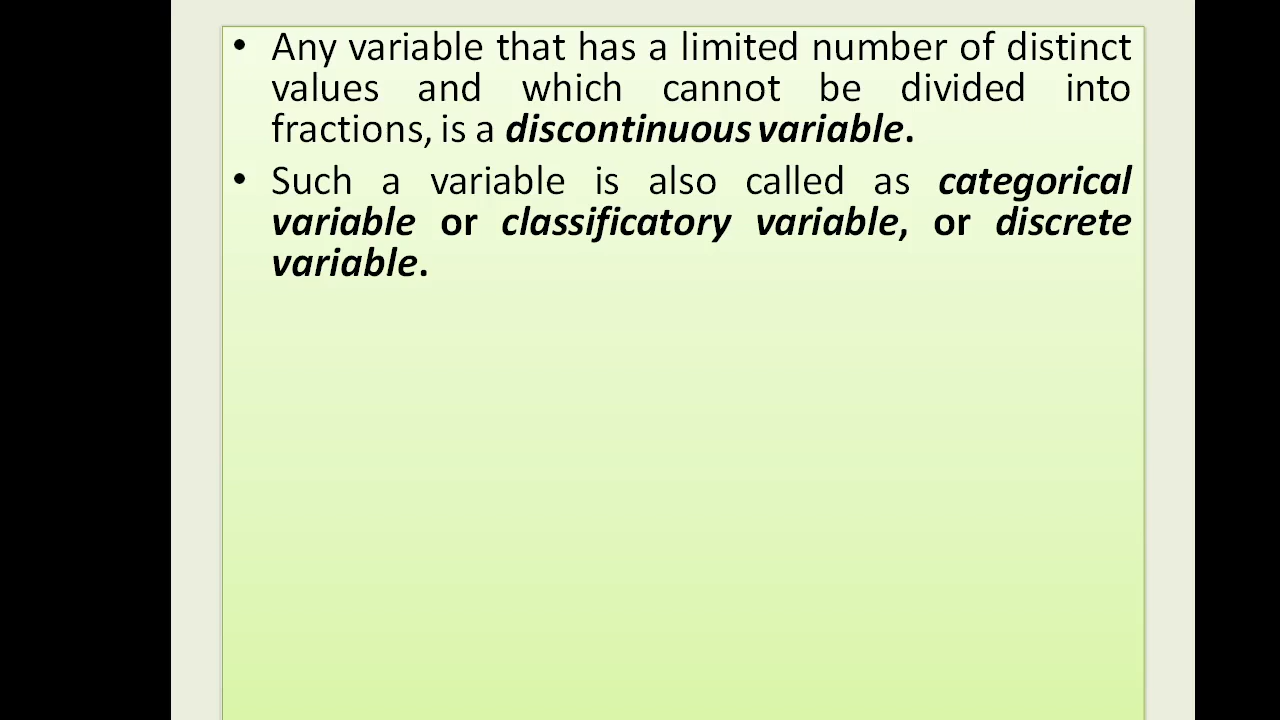 • Any variable that has a limited number of distinct
values and which cannot be divided into
fractions, is a discontinuous variable.
• Such a variable is also called as categorical
variable or classificatory variable, or discrete
variable.